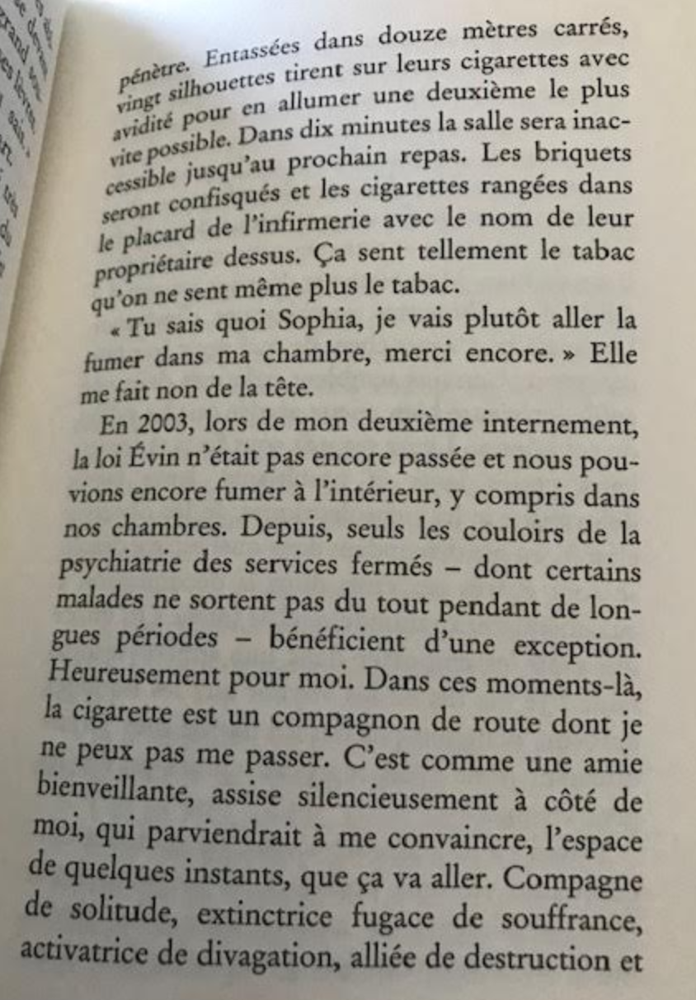 pénètre. Entassées dans douze mètres carrés,
vingt silhouettes tirent sur leurs cigarettes avec
avidité pour en allumer une deuxième le plus
vite possible. Dans dix minutes la salle sera inac-
cessible jusqu'au prochain repas. Les briquets
seront confisqués et les cigarettes rangées dans
le placard de l'infirmerie avec le nom de leur
propriétaire dessus. Ça sent tellement le tabac
qu'on ne sent même plus le tabac.
« Tu sais quoi Sophia, je vais plutôt aller la
fumer dans ma chambre, merci encore. » Elle
me fait non de la tête.
En 2003, lors de mon deuxième internement,
la loi Évin n'était pas encore passée et nous pou-
vions encore fumer à l'intérieur, y compris dans
nos chambres. Depuis, seuls les couloirs de la
psychiatrie des services fermés – dont certains
malades ne sortent pas du tout pendant de lon-
gues périodes – bénéficient d'une exception.
Heureusement pour moi. Dans ces moments-là,
la cigarette est un compagnon de route dont je
ne peux pas me passer. C'est comme une amie
bienveillante, assise silencieusement à côté de
moi, qui parviendrait à me convaincre, l'espace
de quelques instants, que ça va aller. Compagne
de solitude, extinctrice fugace de souffrance,
activatrice de divagation, alliée de destruction et